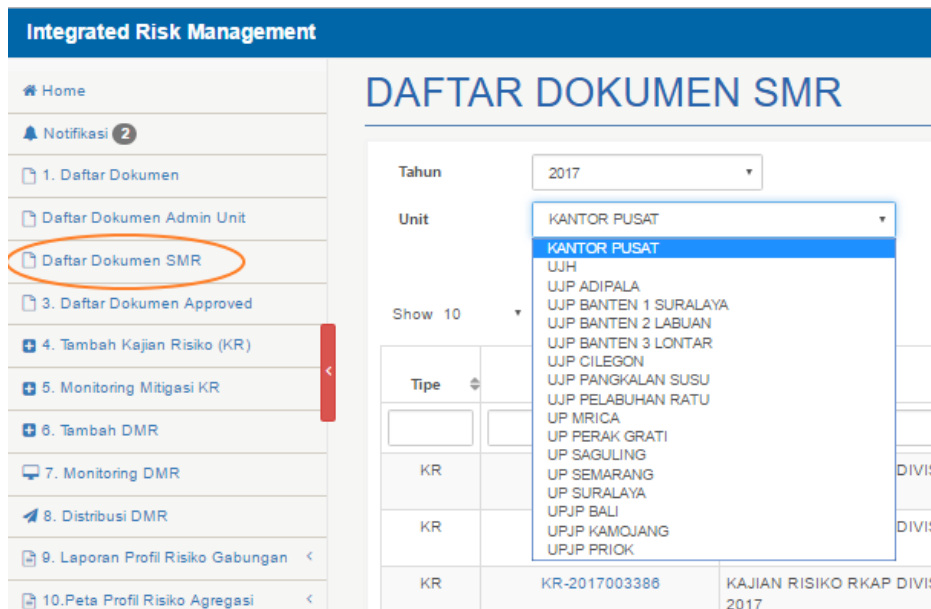 Integrated Risk Management
Home
Notifikasi 2
1. Daftar Dokumen
Daftar Dokumen Admin Unit
Daftar Dokumen SMR
3. Daftar Dokumen Approved
4. Tambah Kajian Risiko (KR)
5. Monitoring Mitigasi KR
6. Tambah DMR
7. Monitoring DMR
8. Distribusi DMR
9. Laporan Profil Risiko Gabungan
10.Peta Profil Risiko Agregasi
DAFTAR DOKUMEN SMR
Tahun 2017
Unit KANTOR PUSAT
KANTOR PUSAT
UJH
UJP ADIPALA
UJP BANTEN 1 SURALAYA
UJP BANTEN 2 LABUAN
UJP BANTEN 3 LONTAR
UJP CILEGON
UJP PANGKALAN SUSU
UJP PELABUHAN RATU
UP MRICA
UP PERAK GRATI
UP SAGULING
UP SEMARANG
UP SURALAYA
UPJP BALI
UPJP KAMOJANG
UPJP PRIOK
Show 10
Tipe
KR DIVIS
KR DIVIS
KR KR-2017003386 KAJIAN RISIKO RKAP DIVIS
2017